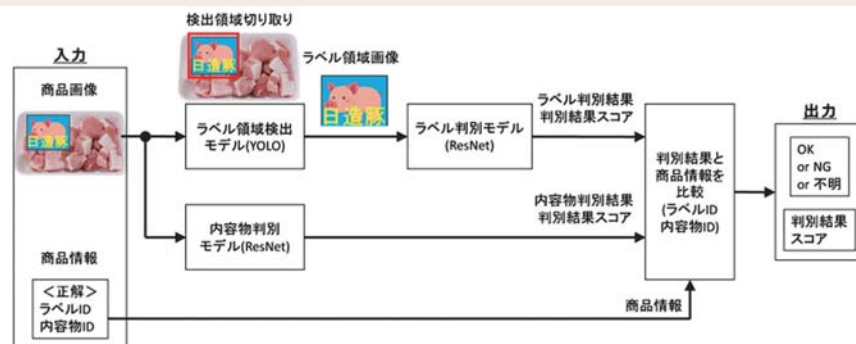 検出領域切り取り
日造豚
入力
商品画像
日造豚
ラベル領域画像
日造豚
ラベル領域検出
モデル(YOLO)
ラベル判別モデル
(ResNet)
ラベル判別結果
判別結果スコア
内容物判別
モデル(ResNet)
内容物判別結果
判別結果スコア
判別結果と
商品情報を
比較
(ラベルID
内容物ID)
出力
OK
or NG
or 不明
判別結果
スコア
商品情報
<正解>
ラベルID
内容物ID
商品情報